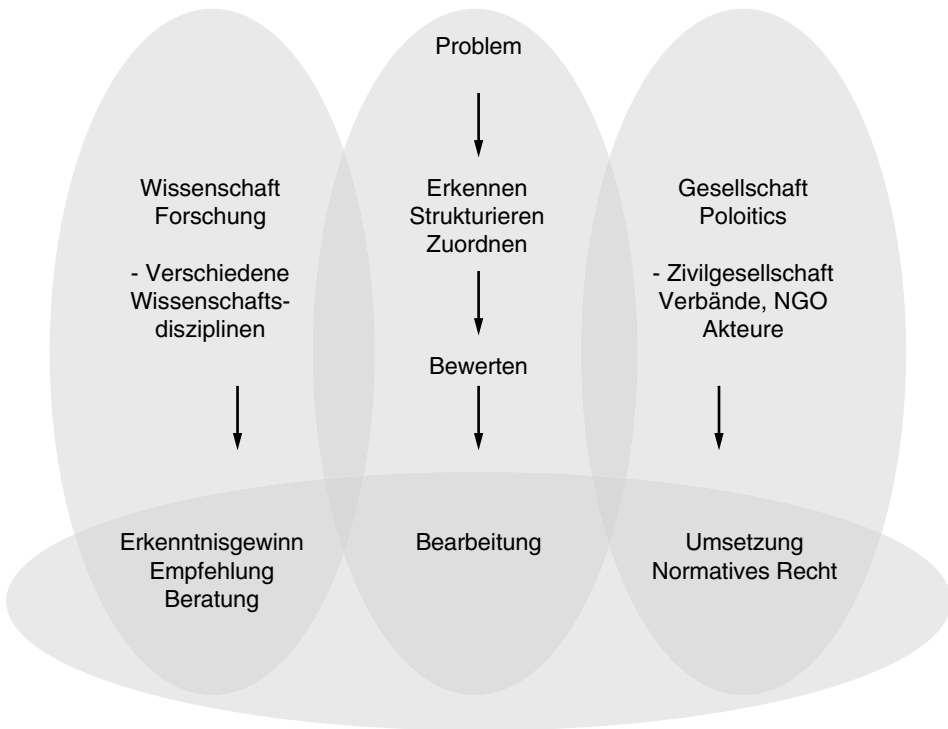 Problem
Wissenschaft
Forschung
- Verschiedene
Wissenschafts-
disziplinen
Erkennen
Strukturieren
Zuordnen
Bewerten
Gesellschaft
Poloitics
- Zivilgesellschaft
Verbände, NGO
Akteure
Erkenntnisgewinn
Empfehlung
Beratung
Bearbeitung
Umsetzung
Normatives Recht